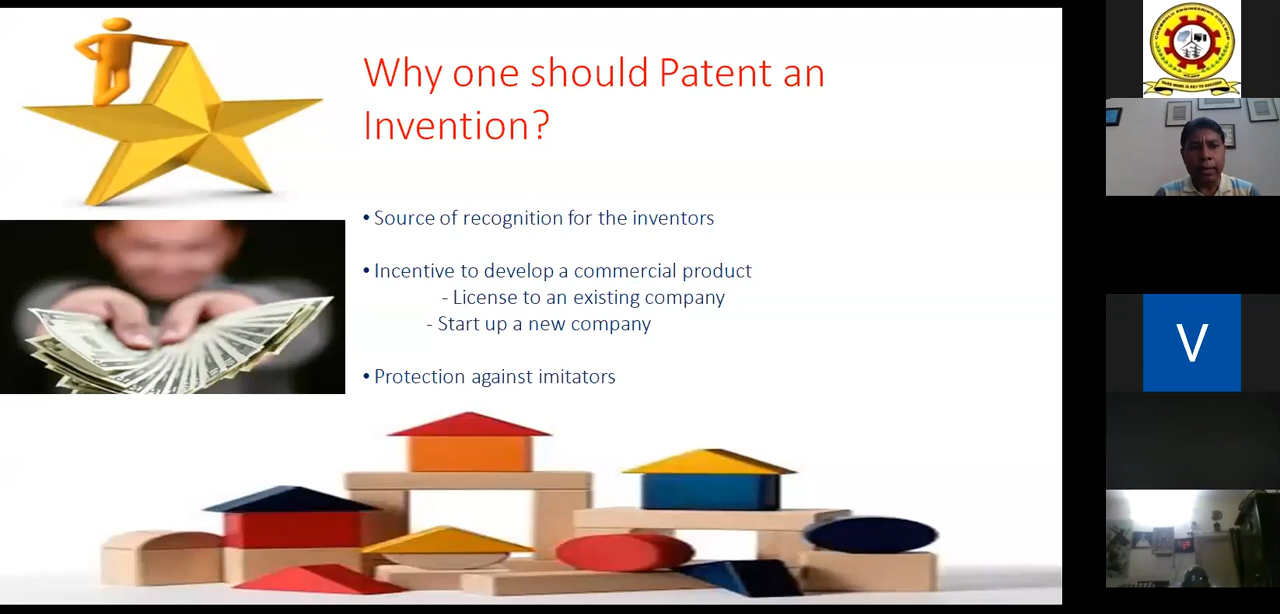 Why one should Patent an
Invention?
• Source of recognition for the inventors
• Incentive to develop a commercial product
- License to an existing company
- Start up a new company
• Protection against imitators
V